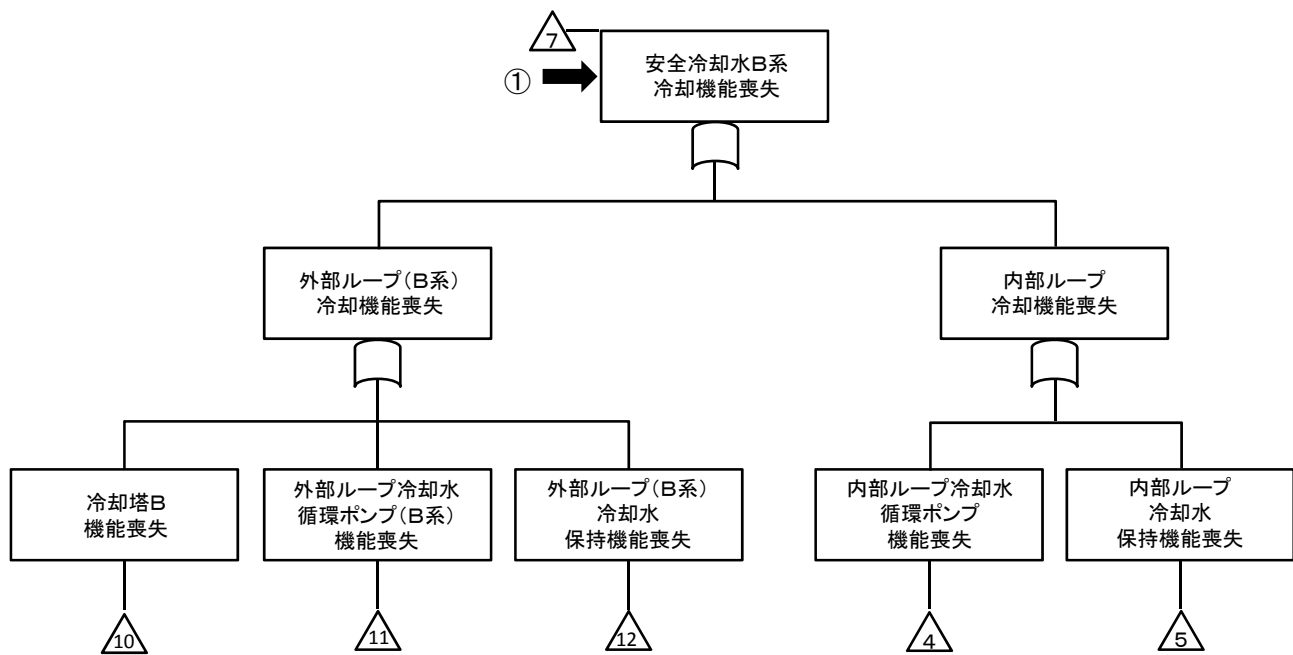 7
安全冷却水B系
冷却機能喪失
①
外部ループ(B系)
冷却機能喪失
内部ループ
冷却機能喪失
冷却塔B
機能喪失
外部ループ冷却水
循環ポンプ(B系)
機能喪失
外部ループ(B系)
冷却水
保持機能喪失
内部ループ冷却水
循環ポンプ
機能喪失
内部ループ
冷却水
保持機能喪失
10
11
12
4
5